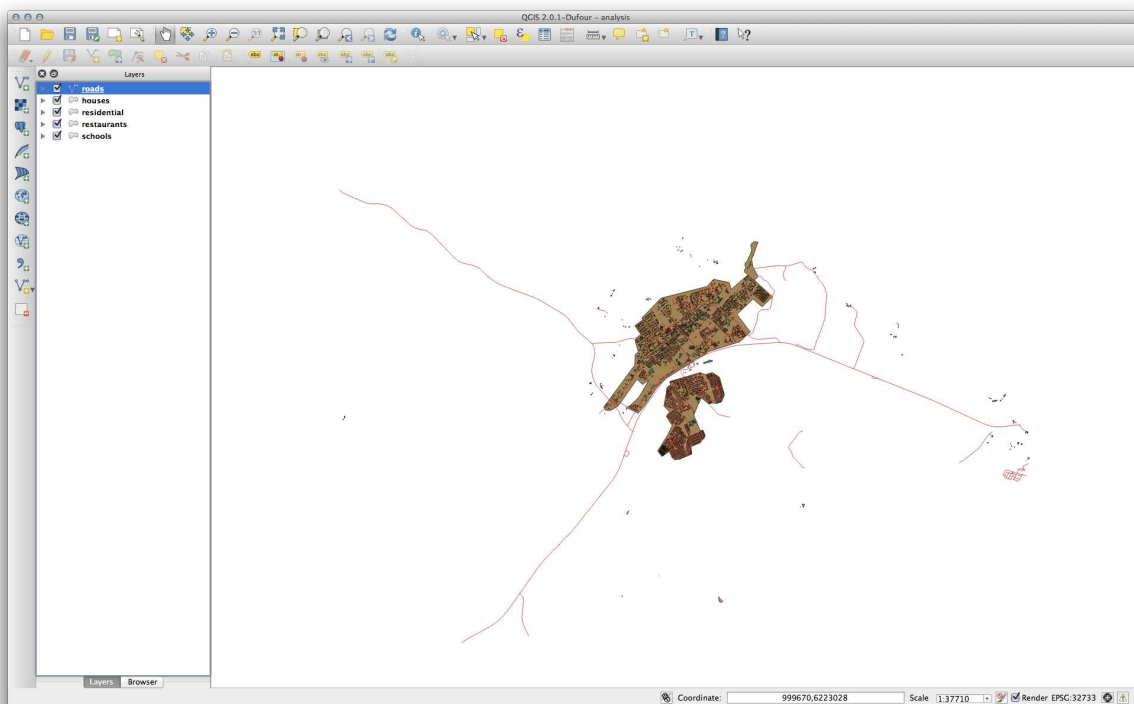 QGIS 2.0.1-Dufour - analysis
Layers
roads
houses
residential
restaurants
schools
Layers Browser
Coordinate: 999670,6223028 Scale 1:37710 Render EPSG:32733